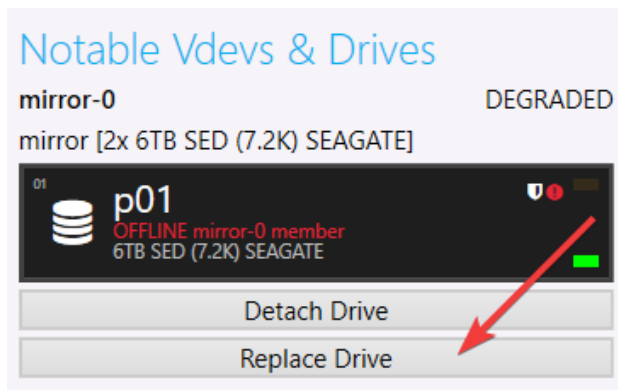 Notable Vdevs & Drives
mirror-0 DEGRADED
mirror [2x 6TB SED (7.2K) SEAGATE]
01
p01
OFFLINE mirror-0 member
6TB SED (7.2K) SEAGATE
Detach Drive
Replace Drive